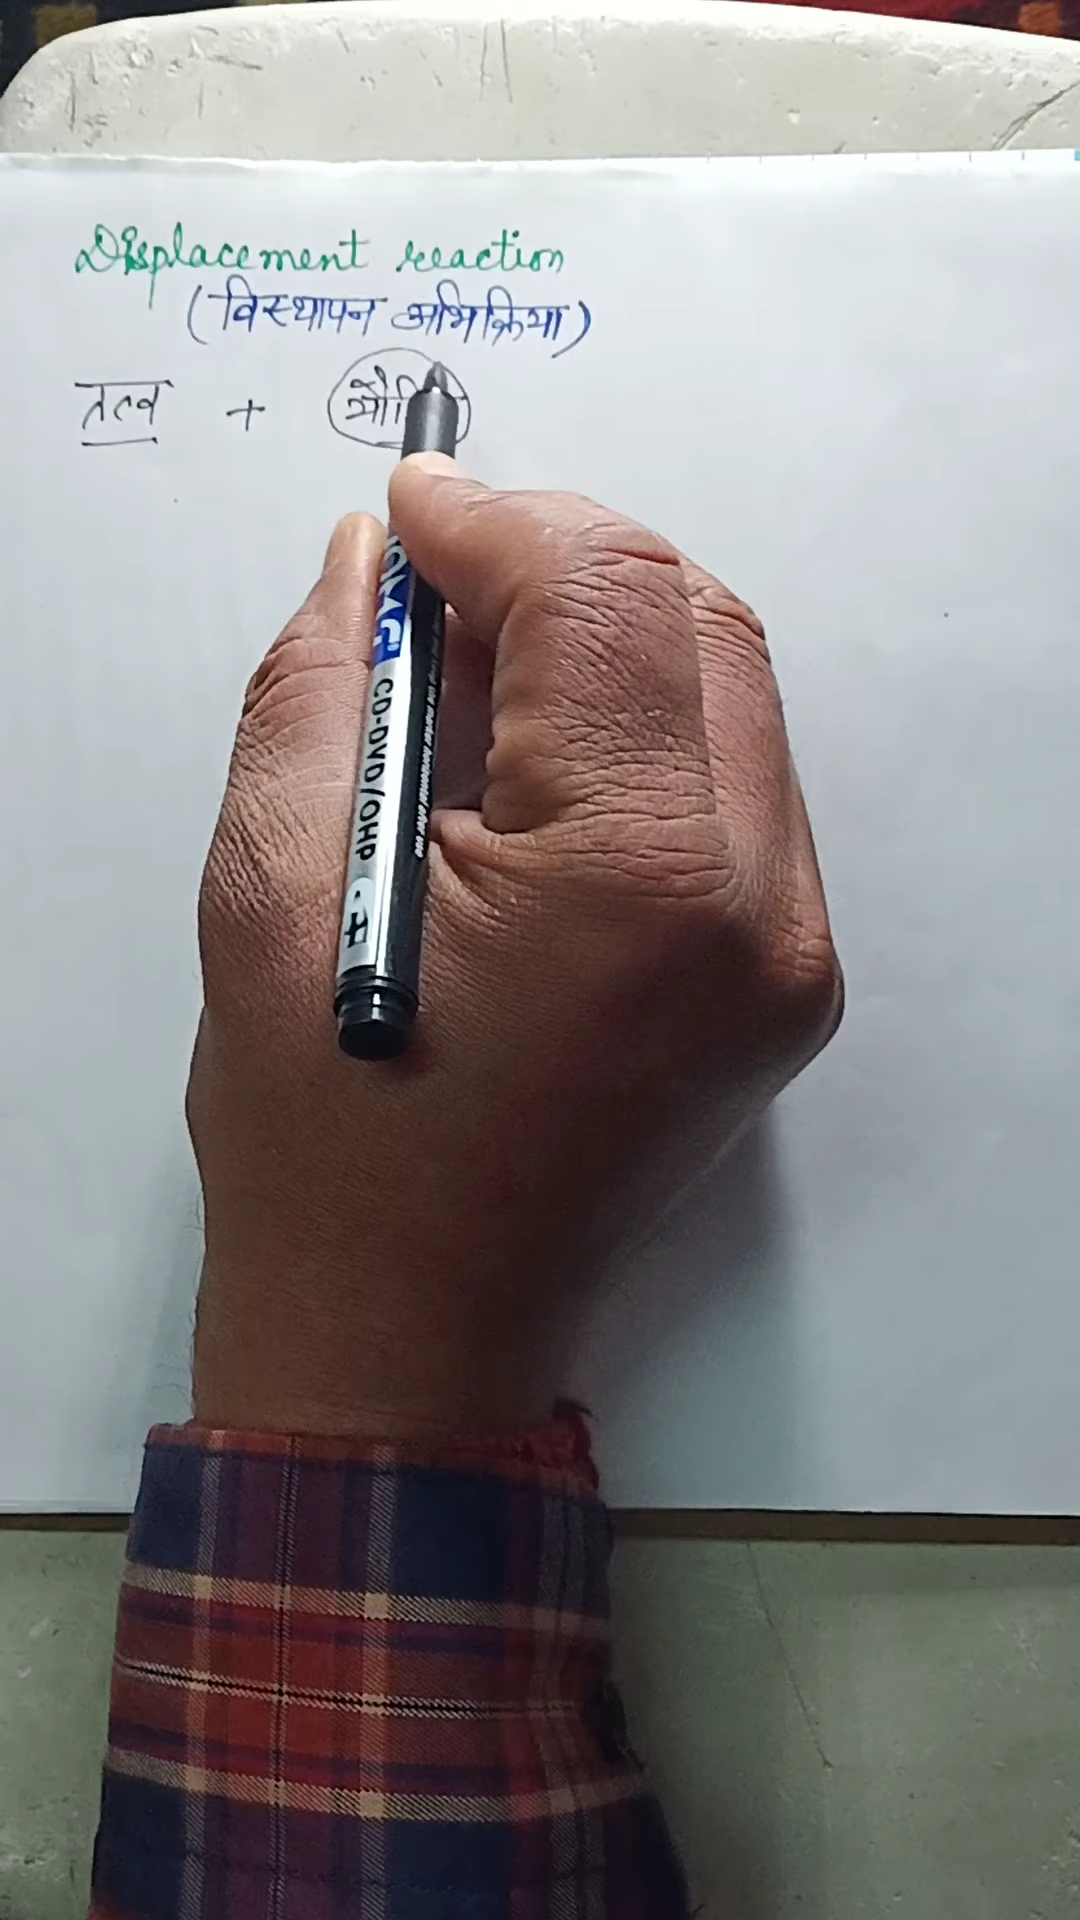 Displacement reaction
(विस्थापन अभिक्रिया)
तत्व +
CD-DVD/OHP